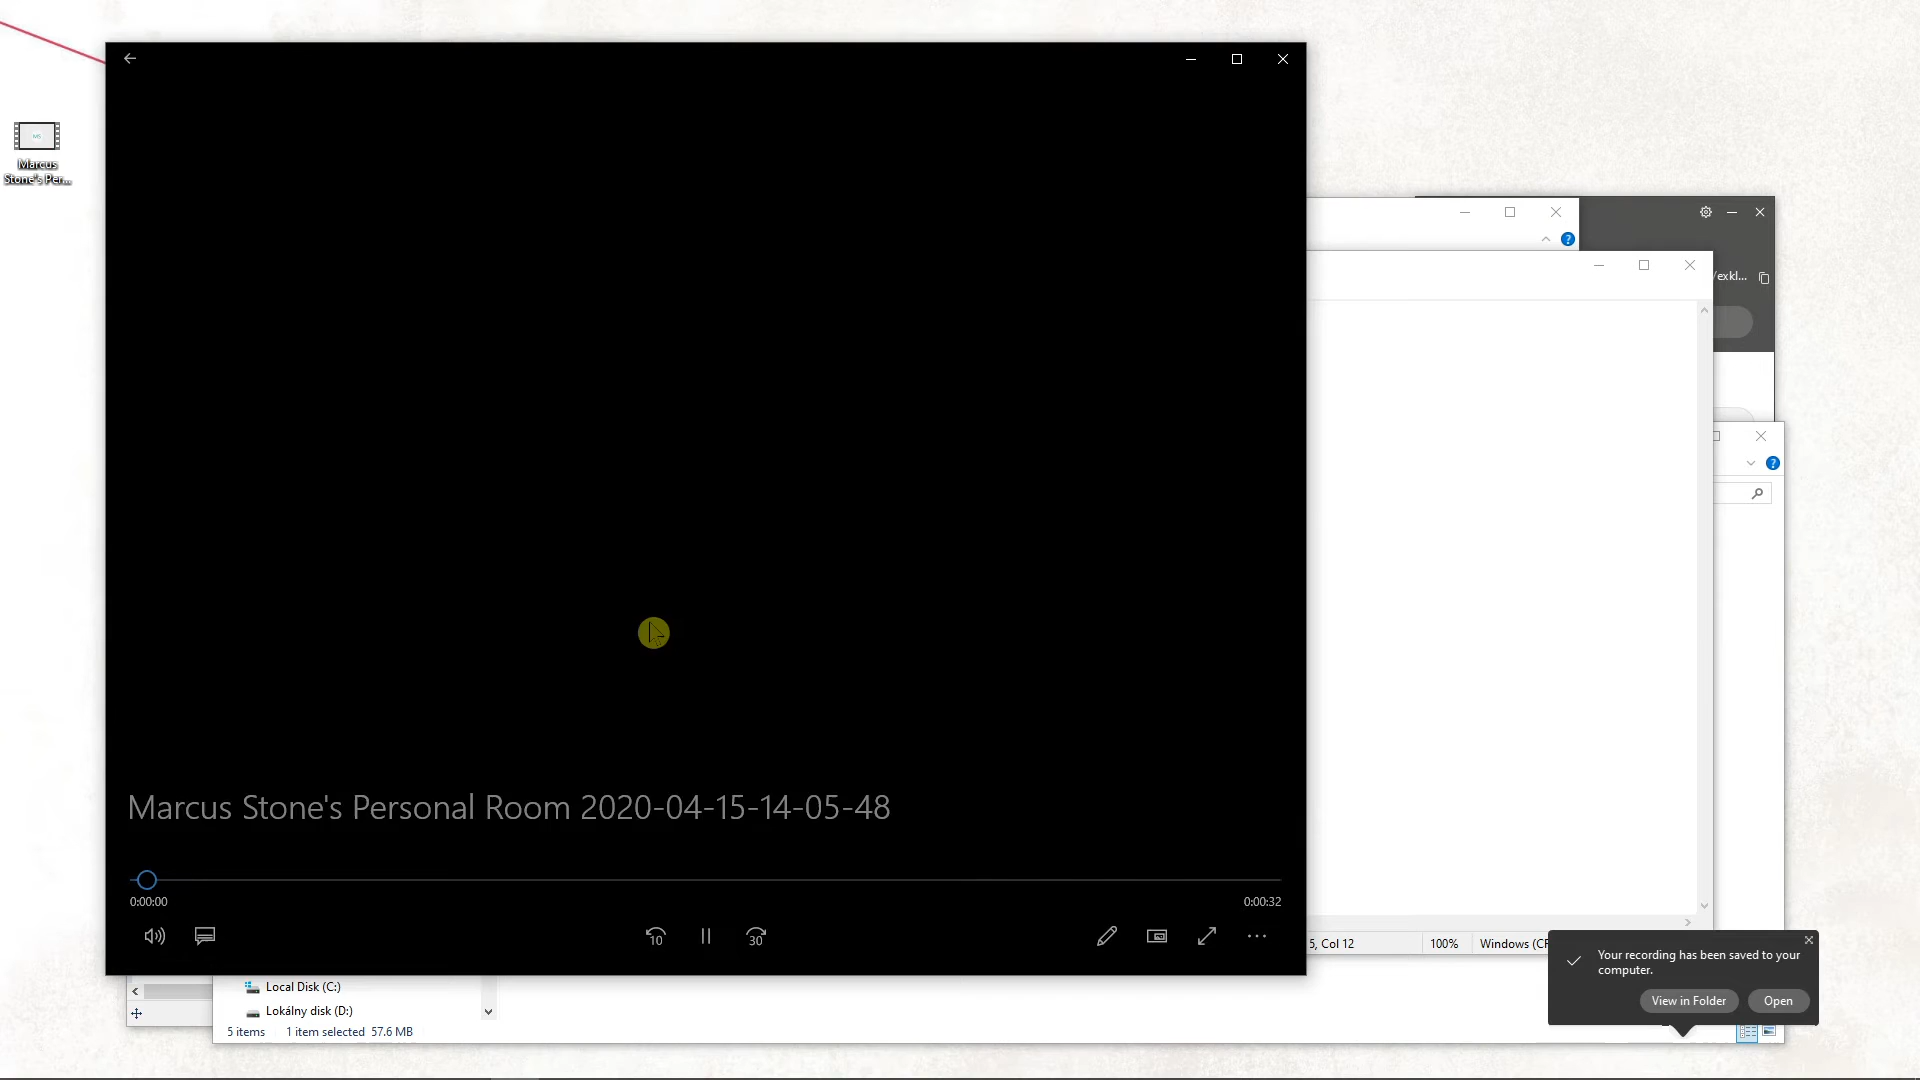 MS
Marcus
Stone's Per...
/exkl...
Marcus Stone's Personal Room 2020-04-15-14-05-48
0:00:00
0:00:32
10
30
5, Col 12
100%
Windows (CR
Your recording has been saved to your
computer.
View in Folder
Open
Local Disk (C:)
Lokálny disk (D:)
5 items
1 item selected 57.6 MB